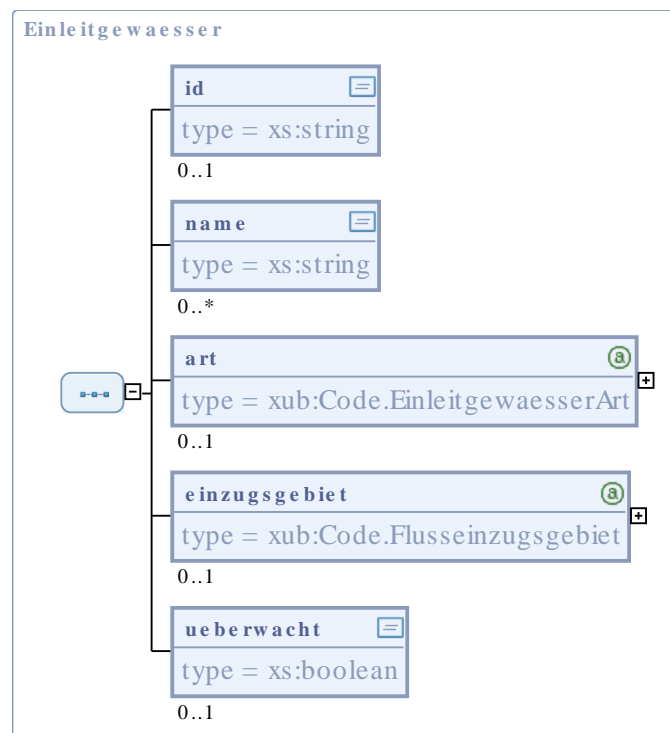 Einleitgewaesser
id
type = xs:string
0..1
name
type = xs:string
0..*
art
type = xub:Code.EinleitgewaesserArt
0..1
einzugsgebiet
type = xub:Code.Flusseinzugsgebiet
0..1
ueberwacht
type = xs:boolean
0..1